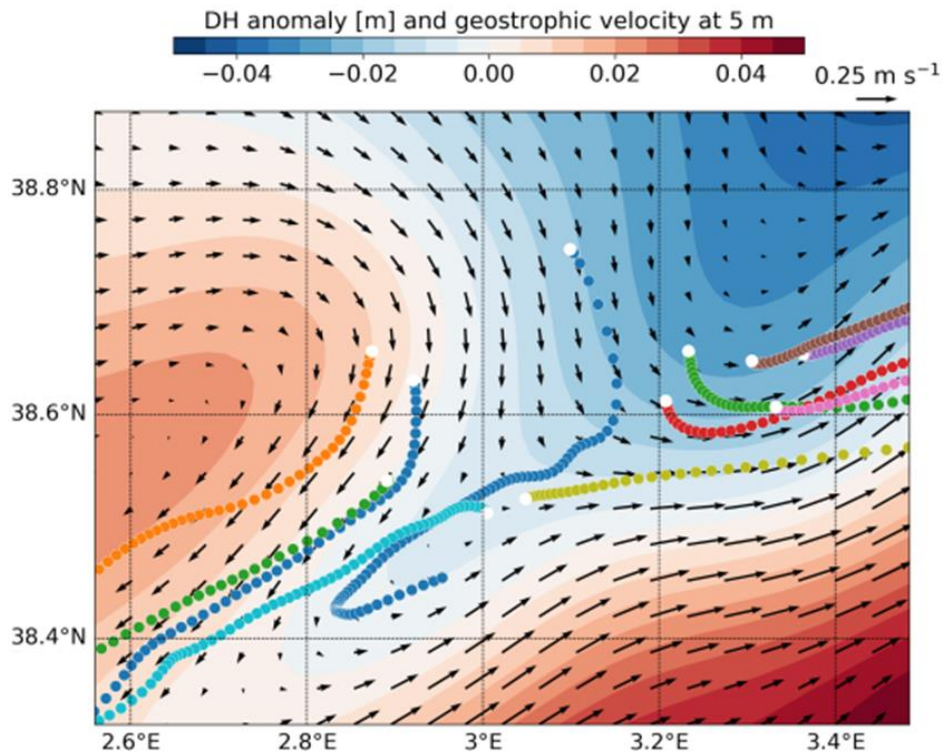 DH anomaly [m] and geostrophic velocity at 5 m
−0.04 −0.02 0.00 0.02 0.04 0.25 m s⁻¹
38.8°N
38.6°N
38.4°N
2.6°E 2.8°E 3°E 3.2°E 3.4°E